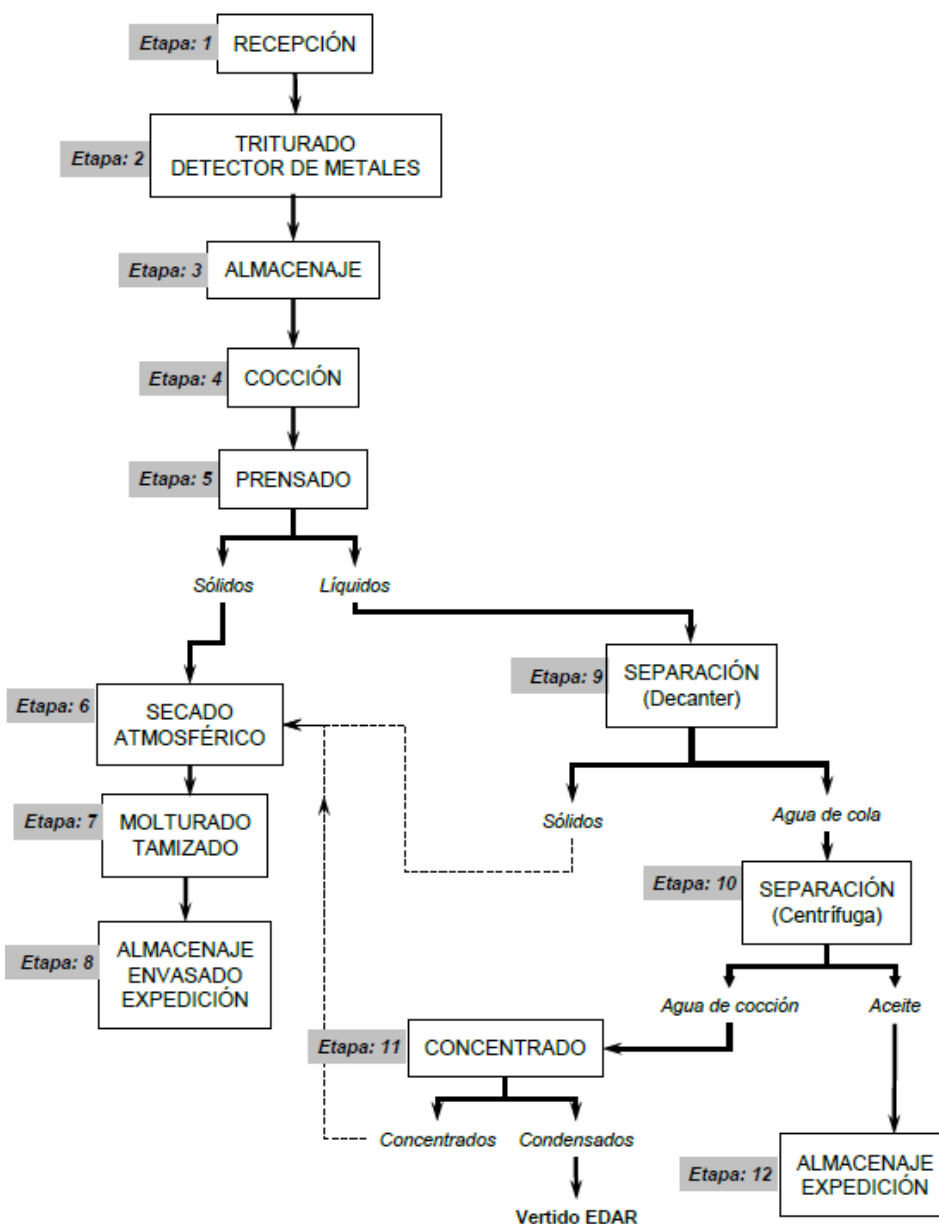 Etapa: 1
RECEPCIÓN
Etapa: 2
TRITURADO
DETECTOR DE METALES
Etapa: 3
ALMACENAJE
Etapa: 4
COCCIÓN
Etapa: 5
PRENSADO
Sólidos
Líquidos
Etapa: 6
SECADO
ATMOSFÉRICO
Etapa: 7
MOLTURADO
TAMIZADO
Etapa: 8
ALMACENAJE
ENVASADO
EXPEDICIÓN
Etapa: 9
SEPARACIÓN
(Decanter)
Sólidos
Agua de cola
Etapa: 10
SEPARACIÓN
(Centrífuga)
Agua de cocción
Aceite
Etapa: 11
CONCENTRADO
Concentrados
Condensados
Vertido EDAR
Etapa: 12
ALMACENAJE
EXPEDICIÓN